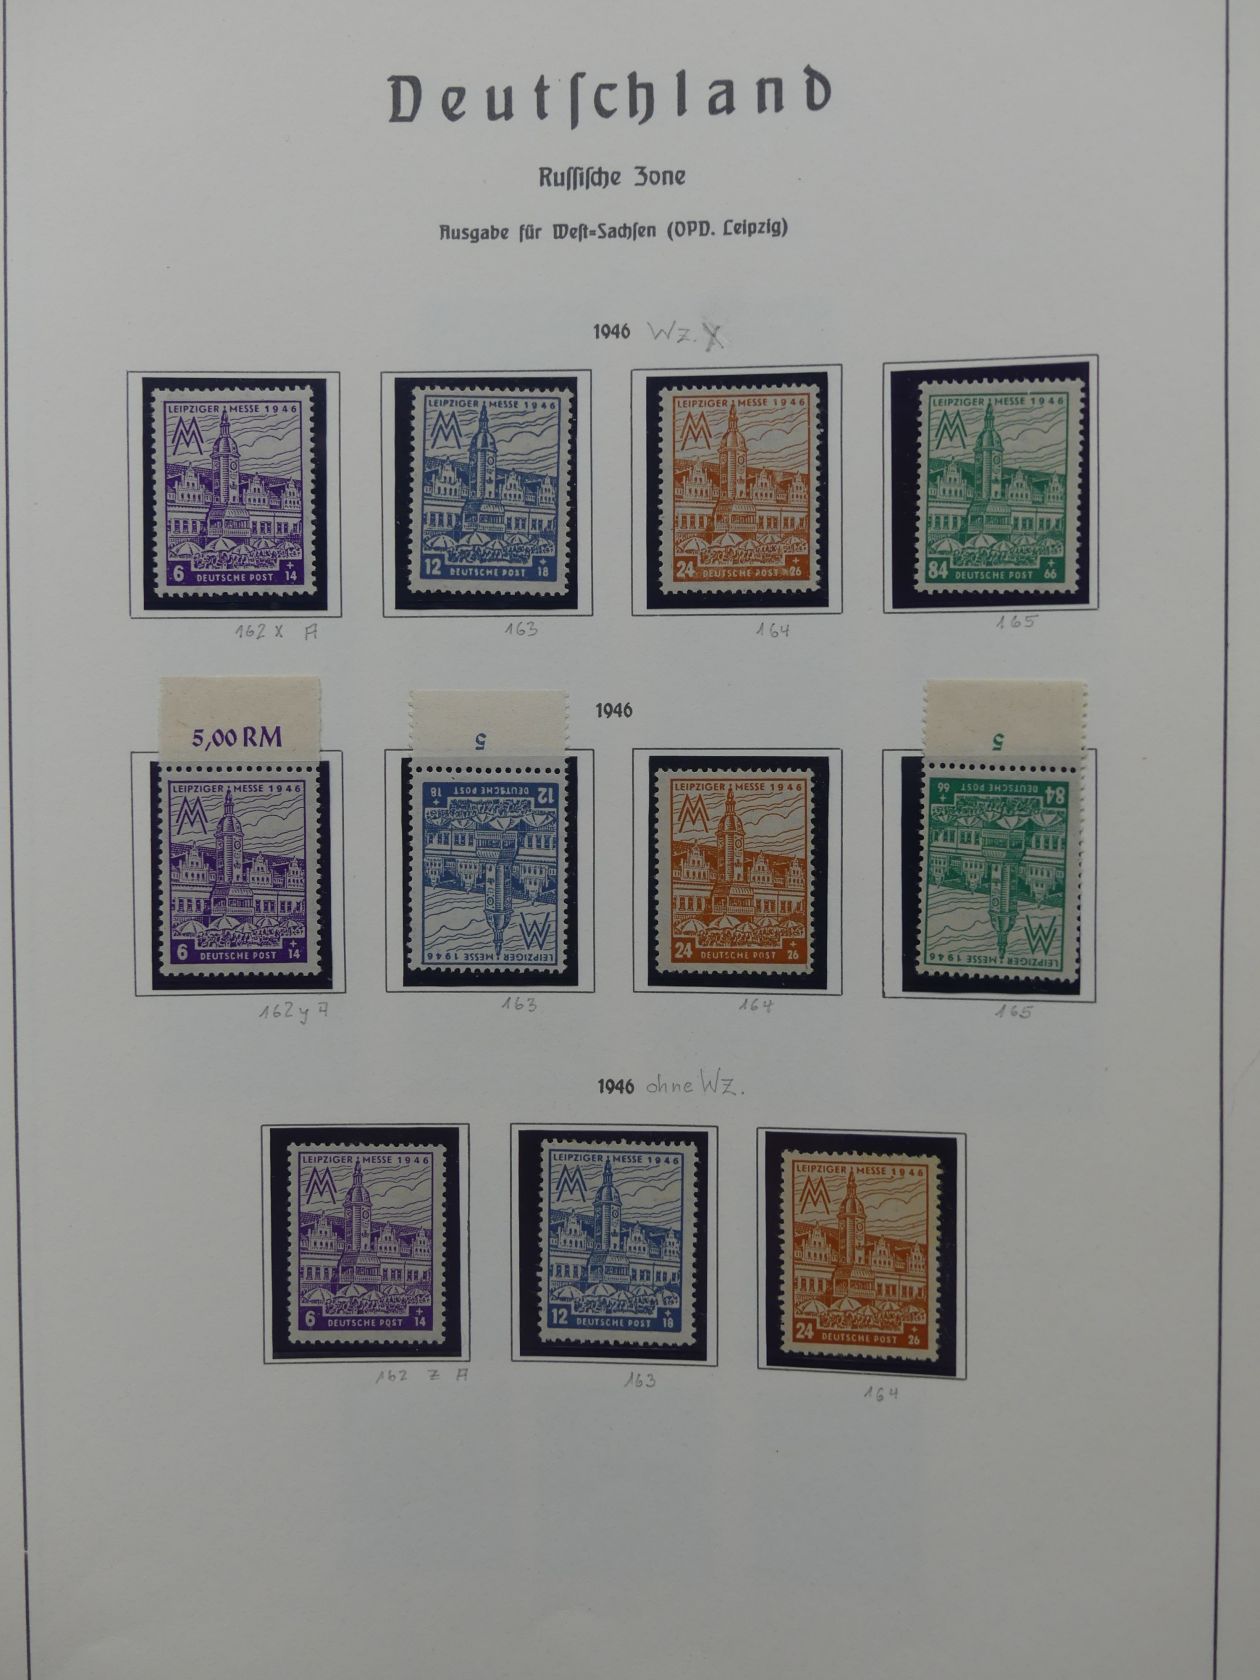 Deutschland
Russische Zone
Ausgabe für West=Sachsen (OPD. Leipzig)
1946 Wz. X
LEIPZIGER MESSE 1946
6 DEUTSCHE POST +14
LEIPZIGER MESSE 1946
12 DEUTSCHE POST +18
LEIPZIGER MESSE 1946
24 DEUTSCHE POST +26
LEIPZIGER MESSE 1946
84 DEUTSCHE POST +66
162 x A
163
164
165
1946
5,00 RM
5
5
LEIPZIGER MESSE 1946
6 DEUTSCHE POST +14
12 DEUTSCHE POST +18
LEIPZIGER MESSE 1946
LEIPZIGER MESSE 1946
24 DEUTSCHE POST +26
84 DEUTSCHE POST +66
LEIPZIGER MESSE 1946
162 y A
163
164
165
1946 ohne Wz.
LEIPZIGER MESSE 1946
6 DEUTSCHE POST +14
LEIPZIGER MESSE 1946
12 DEUTSCHE POST +18
LEIPZIGER MESSE 1946
24 DEUTSCHE POST +26
162 z A
163
164